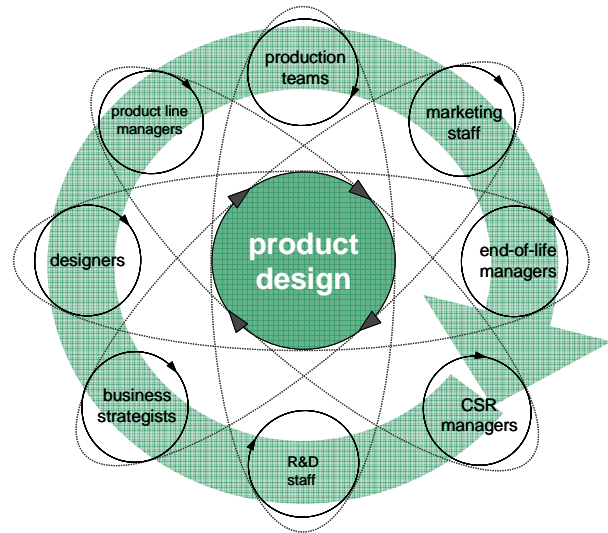 production
teams
product line
managers
marketing
staff
designers
product
design
end-of-life
managers
business
strategists
R&D
staff
CSR
managers